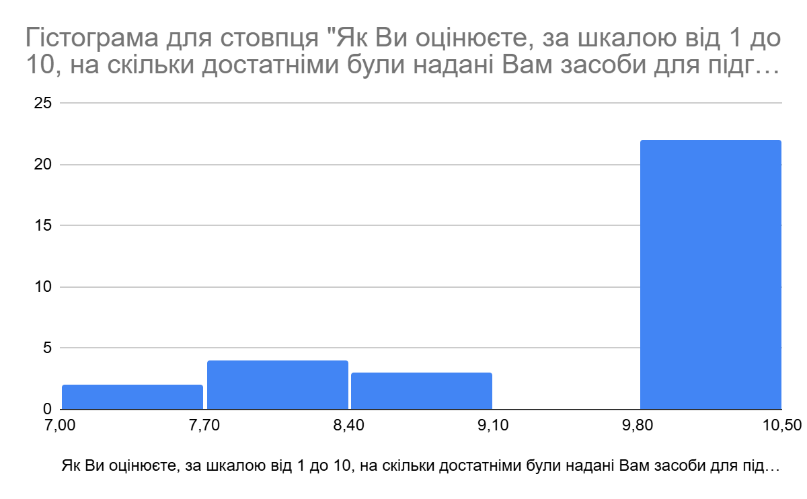 Гістограма для стовпця "Як Ви оцінюєте, за шкалою від 1 до
10, на скільки достатніми були надані Вам засоби для підг…
25
20
15
10
5
0
7,00 7,70 8,40 9,10 9,80 10,50
Як Ви оцінюєте, за шкалою від 1 до 10, на скільки достатніми були надані Вам засоби для під…